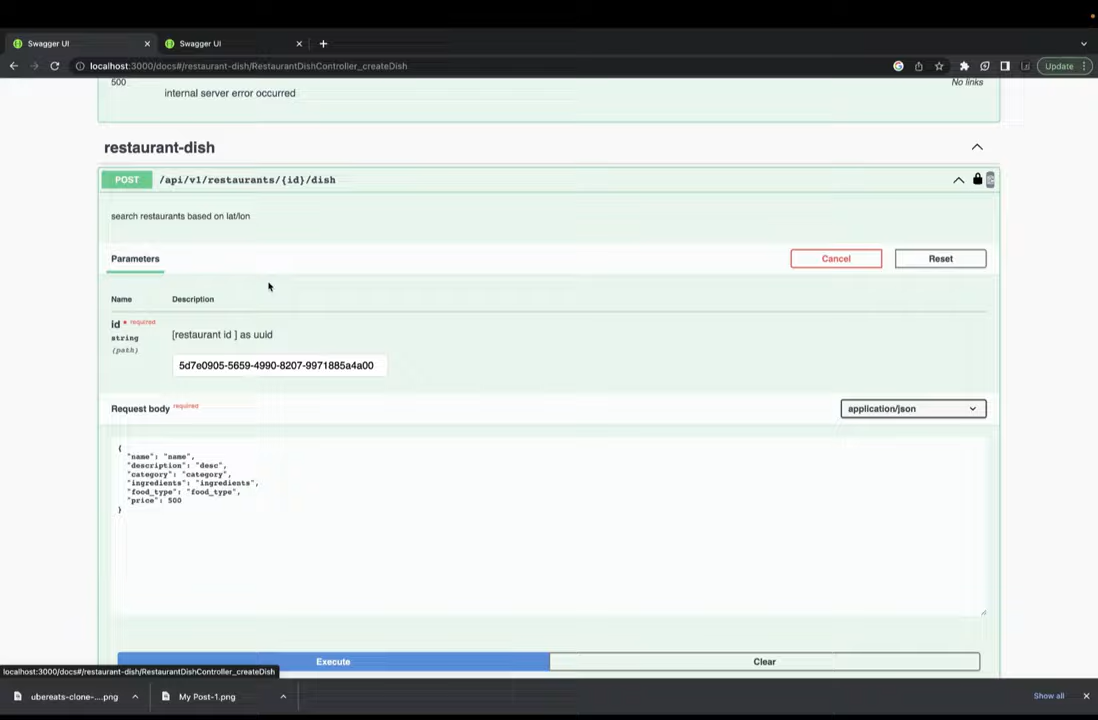 Swagger UI
Swagger UI
localhost:3000/docs#/restaurant-dish/RestaurantDishController_createDish
Update
500
internal server error occurred
No links
restaurant-dish
POST /api/v1/restaurants/{id}/dish
search restaurants based on lat/lon
Parameters
Cancel
Reset
Name
Description
id * required
string
(path)
[restaurant id ] as uuid
5d7e0905-5659-4990-8207-9971885a4a00
Request body required
application/json
{
"name": "name",
"description": "desc",
"category": "category",
"ingredients": "ingredients",
"food_type": "food_type",
"price": 500
}
Execute
Clear
localhost:3000/docs#/restaurant-dish/RestaurantDishController_createDish
ubereats-clone-....png
My Post-1.png
Show all